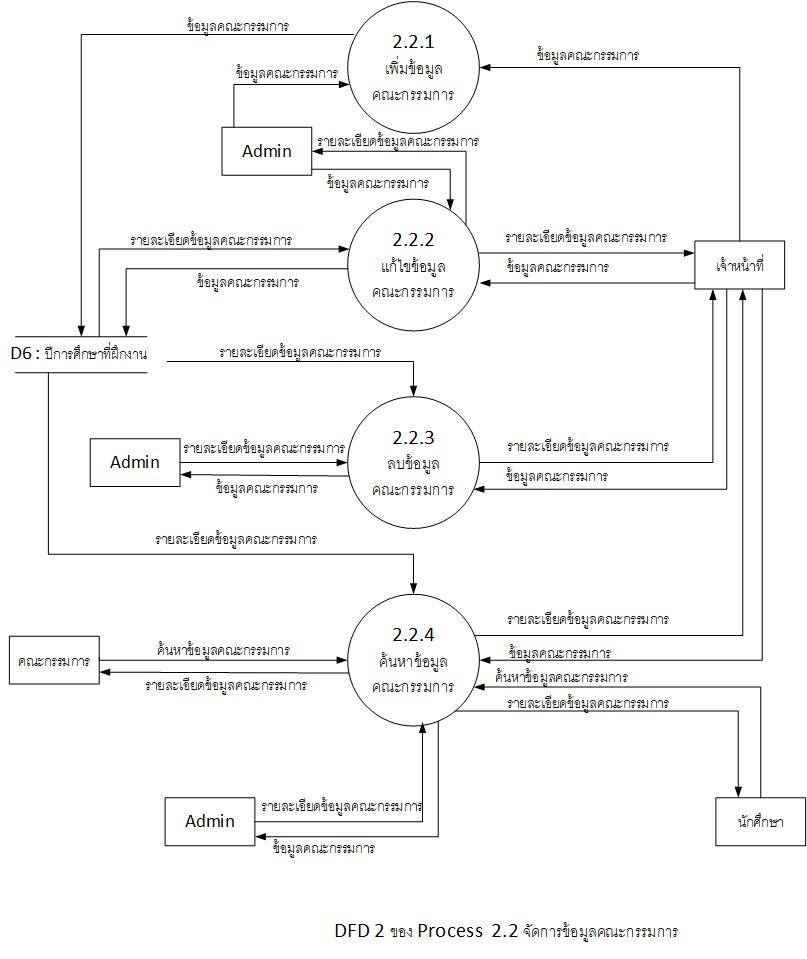 ข้อมูลคณะกรรมการ
2.2.1
เพิ่มข้อมูล
คณะกรรมการ
ข้อมูลคณะกรรมการ
ข้อมูลคณะกรรมการ
Admin
รายละเอียดข้อมูลคณะกรรมการ
ข้อมูลคณะกรรมการ
2.2.2
แก้ไขข้อมูล
คณะกรรมการ
รายละเอียดข้อมูลคณะกรรมการ
ข้อมูลคณะกรรมการ
รายละเอียดข้อมูลคณะกรรมการ
ข้อมูลคณะกรรมการ
เจ้าหน้าที่
D6 : ปีการศึกษาที่ฝึกงาน
รายละเอียดข้อมูลคณะกรรมการ
2.2.3
ลบข้อมูล
คณะกรรมการ
Admin
รายละเอียดข้อมูลคณะกรรมการ
ข้อมูลคณะกรรมการ
รายละเอียดข้อมูลคณะกรรมการ
ข้อมูลคณะกรรมการ
รายละเอียดข้อมูลคณะกรรมการ
2.2.4
ค้นหาข้อมูล
คณะกรรมการ
คณะกรรมการ
ค้นหาข้อมูลคณะกรรมการ
รายละเอียดข้อมูลคณะกรรมการ
รายละเอียดข้อมูลคณะกรรมการ
ข้อมูลคณะกรรมการ
ค้นหาข้อมูลคณะกรรมการ
รายละเอียดข้อมูลคณะกรรมการ
Admin
รายละเอียดข้อมูลคณะกรรมการ
ข้อมูลคณะกรรมการ
นักศึกษา
DFD 2 ของ Process 2.2 จัดการข้อมูลคณะกรรมการ